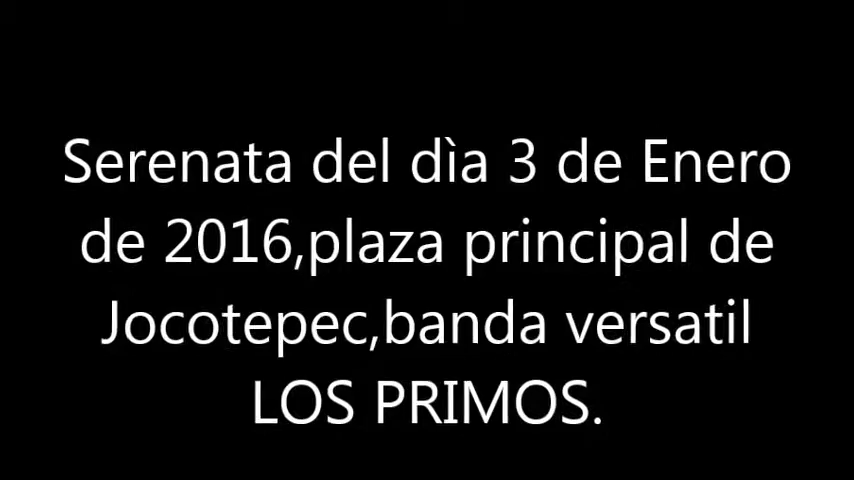 Serenata del dìa 3 de Enero
de 2016,plaza principal de
Jocotepec,banda versatil
LOS PRIMOS.